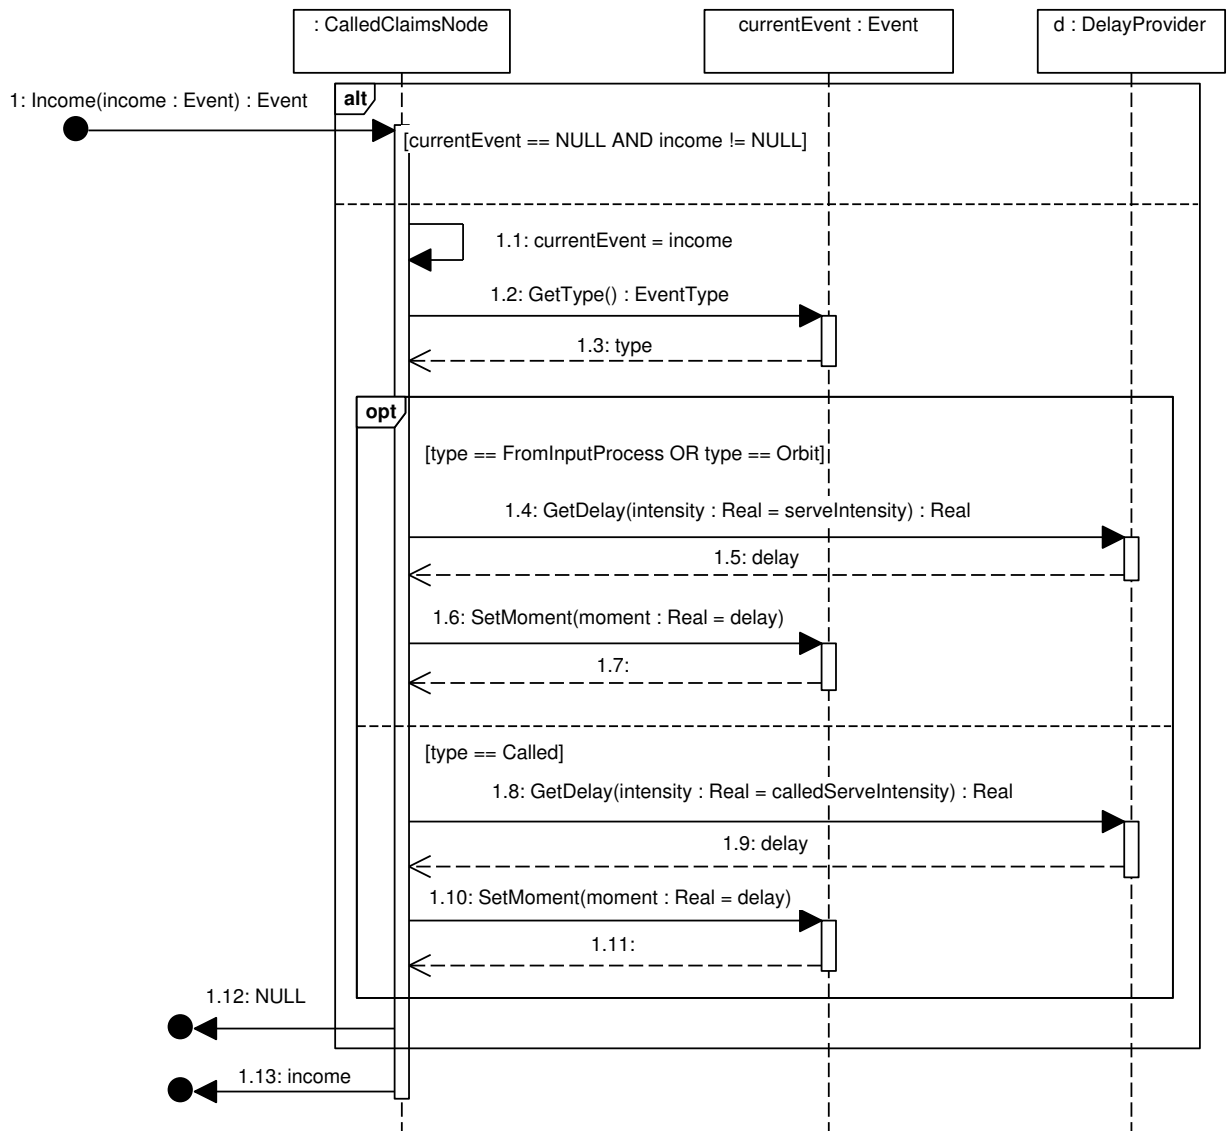 : CalledClaimsNode
currentEvent : Event
d : DelayProvider
1: Income(income : Event) : Event
alt
[currentEvent == NULL AND income != NULL]
1.1: currentEvent = income
1.2: GetType() : EventType
1.3: type
opt
[type == FromInputProcess OR type == Orbit]
1.4: GetDelay(intensity : Real = serveIntensity) : Real
1.5: delay
1.6: SetMoment(moment : Real = delay)
1.7:
[type == Called]
1.8: GetDelay(intensity : Real = calledServeIntensity) : Real
1.9: delay
1.10: SetMoment(moment : Real = delay)
1.11:
1.12: NULL
1.13: income